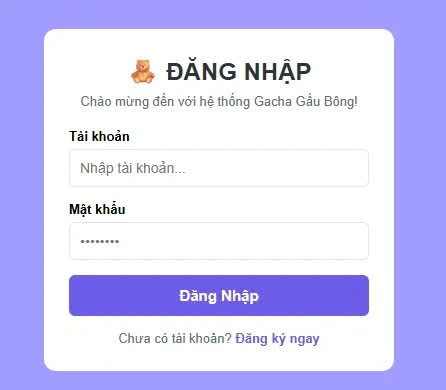 ĐĂNG NHẬP
Chào mừng đến với hệ thống Gacha Gấu Bông!
Tài khoản
Nhập tài khoản...
Mật khẩu
••••••••
Đăng Nhập
Chưa có tài khoản? Đăng ký ngay